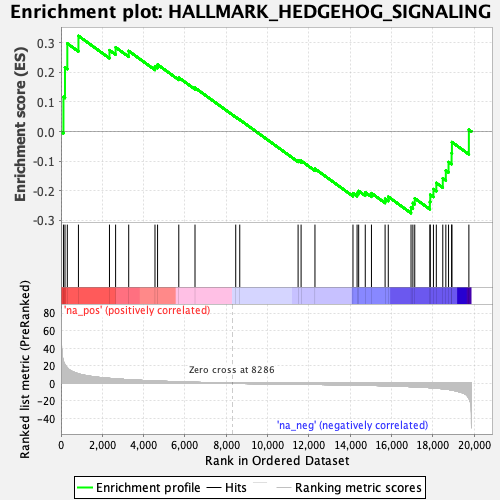 Enrichment plot: HALLMARK_HEDGEHOG_SIGNALING
Enrichment score (ES)
0.3
0.2
0.1
0.0
-0.1
-0.2
-0.3
'na_pos' (positively correlated)
Ranked list metric (PreRanked)
80
60
40
20
0
-20
-40
Zero cross at 8286
'na_neg' (negatively correlated)
0
2,000
4,000
6,000
8,000
10,000
12,000
14,000
16,000
18,000
20,000
Rank in Ordered Dataset
Enrichment profile
Hits
Ranking metric scores